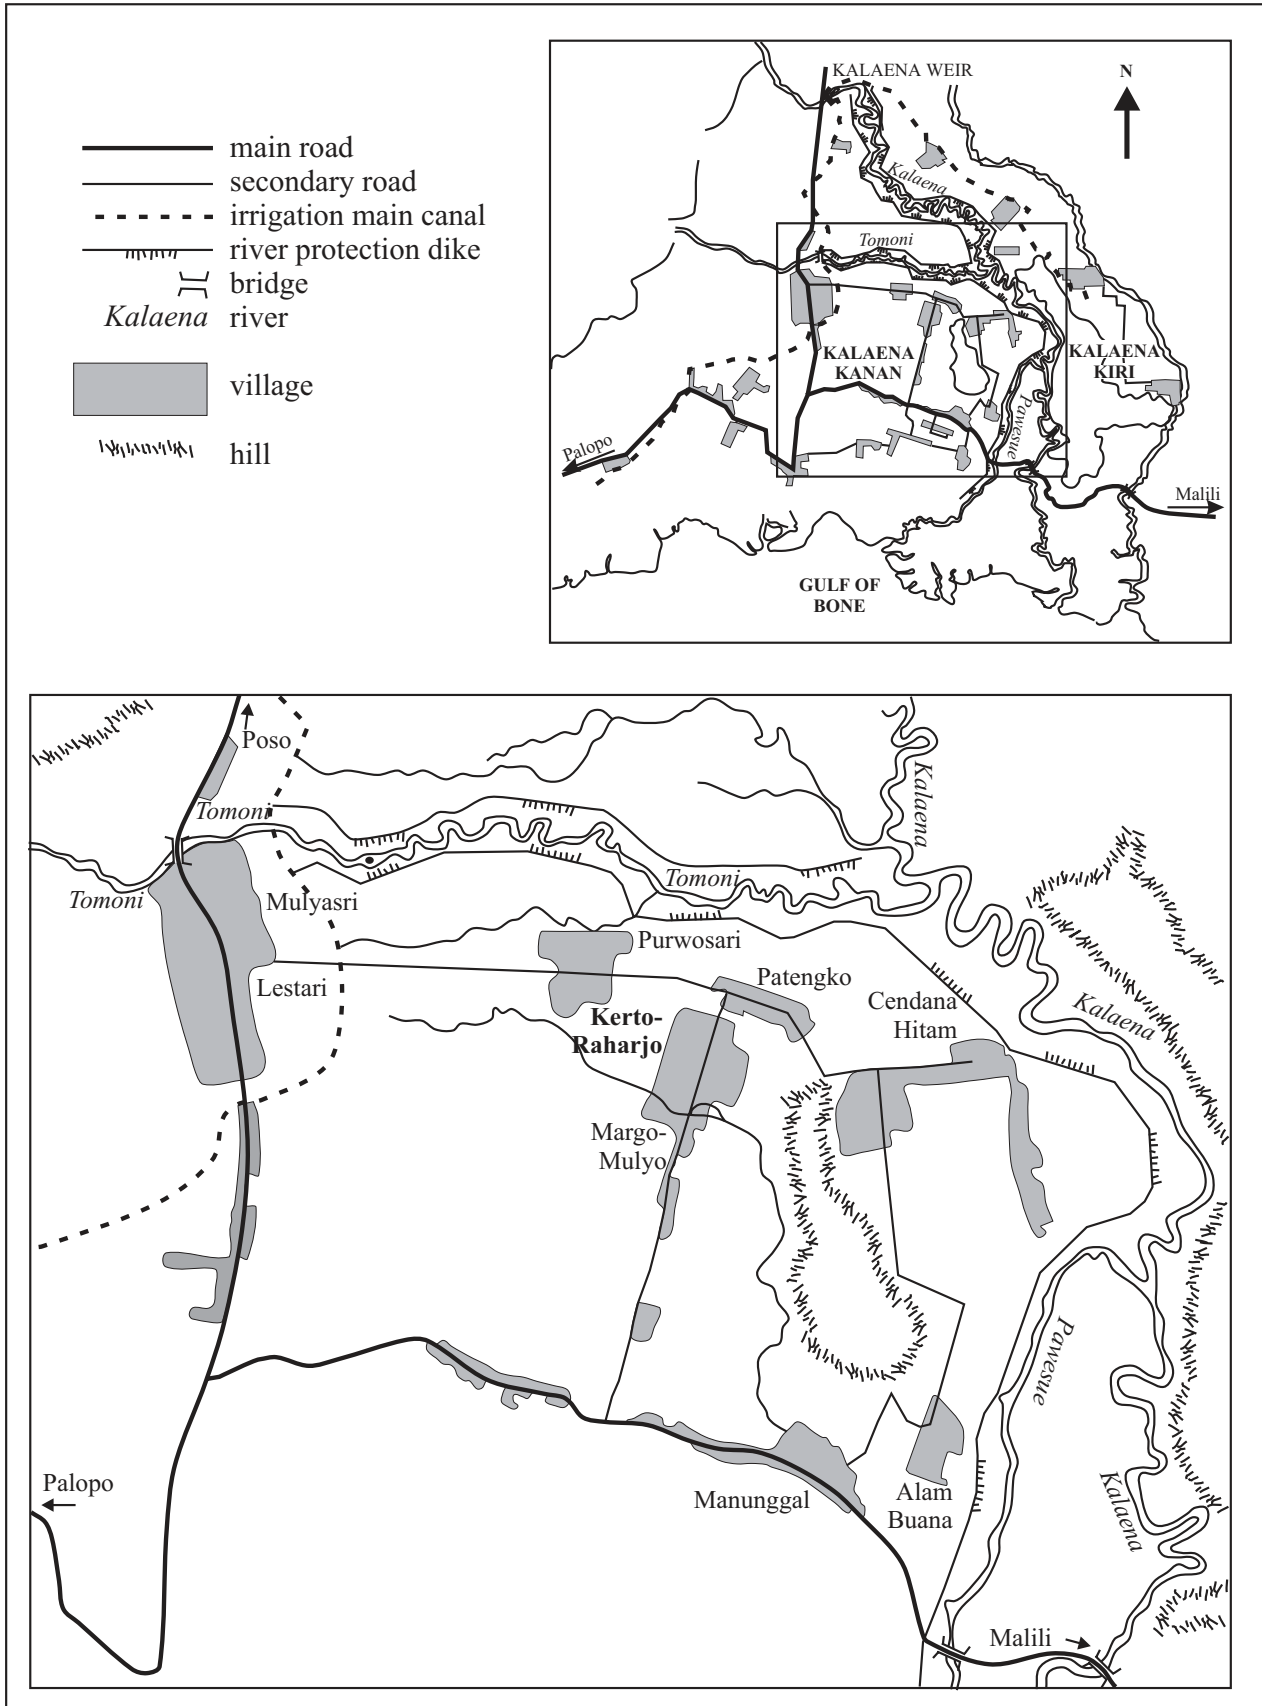 main road
secondary road
irrigation main canal
river protection dike
bridge
Kalaena river
village
hill
KALAENA WEIR
N
Kalaena
Tomoni
KALAENA
KANAN
KALAENA
KIRI
Pawesue
Palopo
Malili
GULF OF
BONE
Poso
Tomoni
Kalaena
Tomoni
Mulyasri
Tomoni
Purwosari
Lestari
Patengko
Cendana
Hitam
Kalaena
Kerto-
Raharjo
Margo-
Mulyo
Pawesue
Palopo
Manunggal
Alam
Buana
Kalaena
Malili